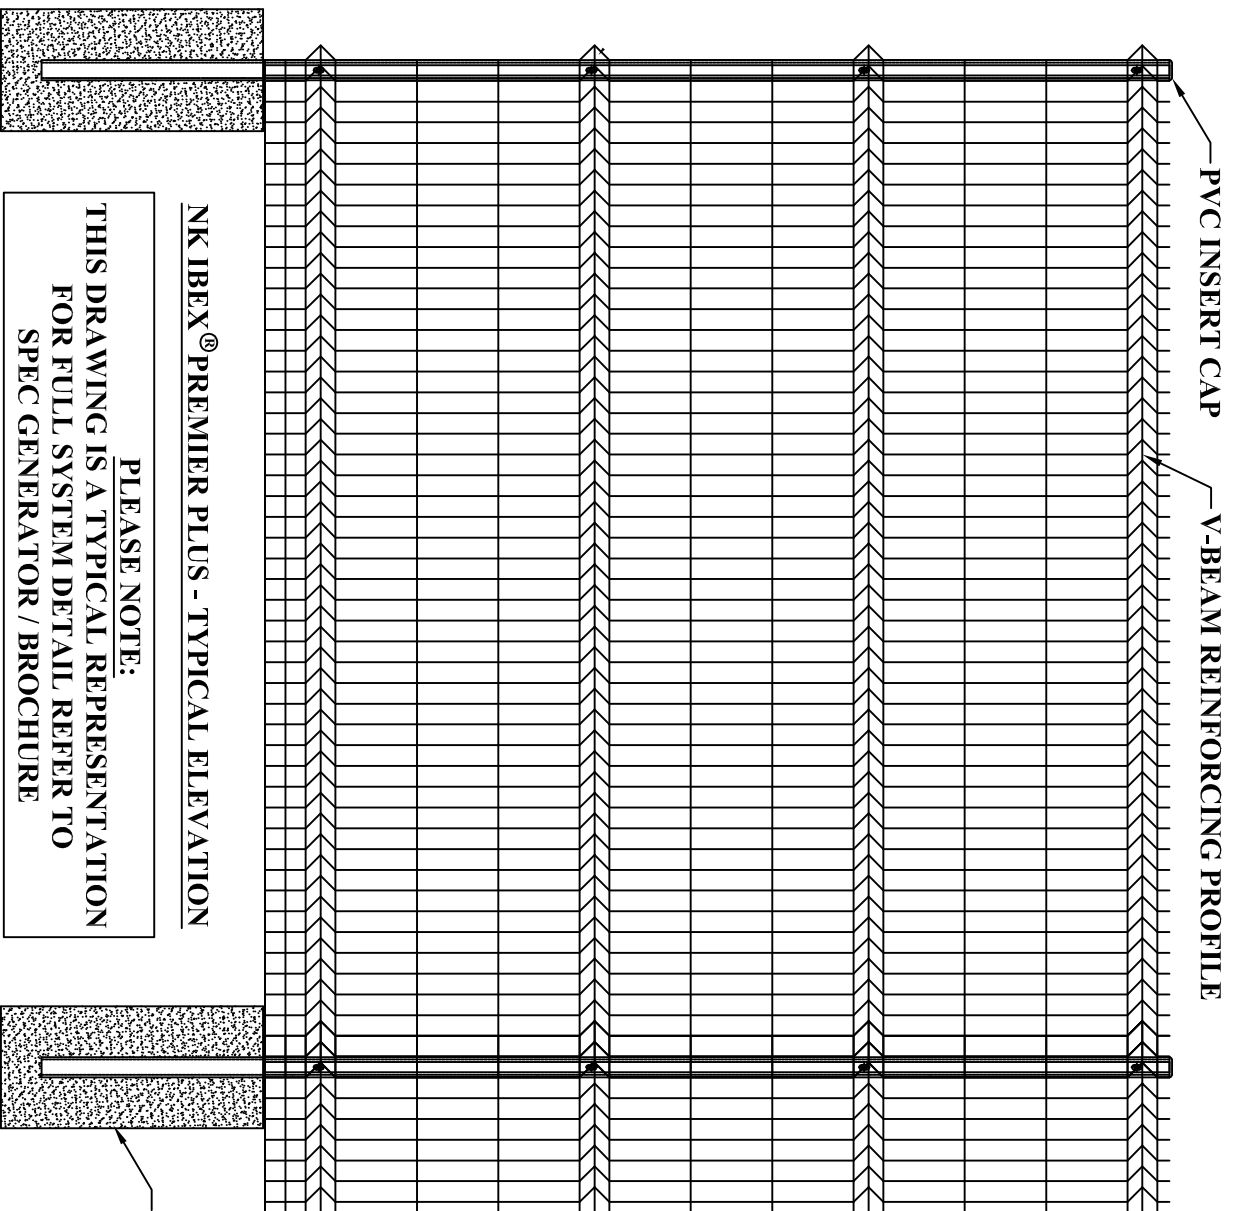 PVC INSERT CAP
V-BEAM REINFORCING PROFILE
NK IBEX® PREMIER PLUS - TYPICAL ELEVATION
PLEASE NOTE:
THIS DRAWING IS A TYPICAL REPRESENTATION
FOR FULL SYSTEM DETAIL REFER TO
SPEC GENERATOR / BROCHURE